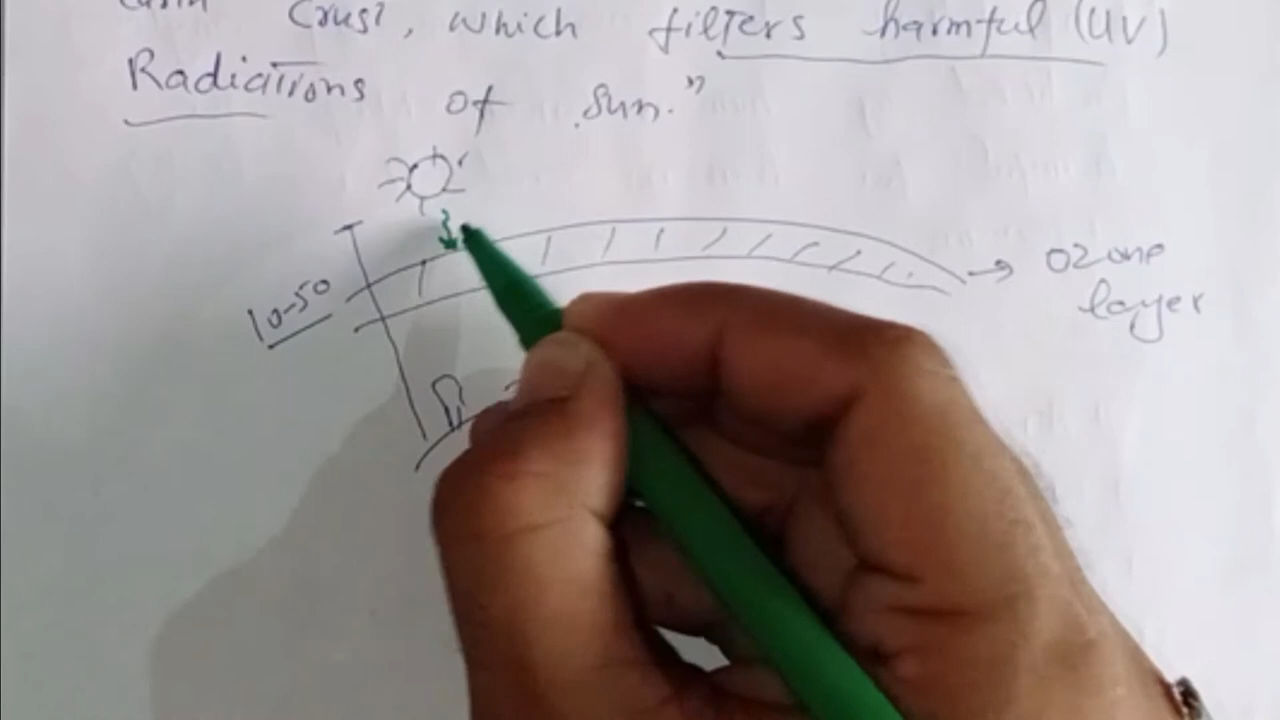 Crust, which filters harmful (UV)
Radiations of sun."
10-50
Ozone
layer